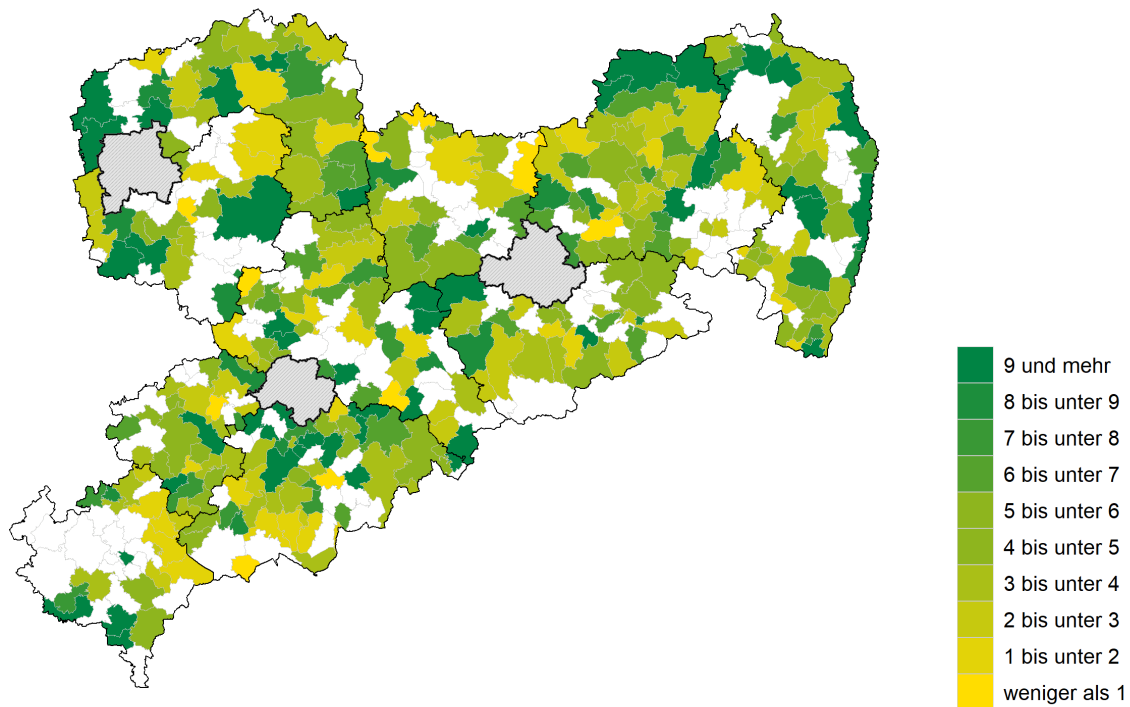 9 und mehr
8 bis unter 9
7 bis unter 8
6 bis unter 7
5 bis unter 6
4 bis unter 5
3 bis unter 4
2 bis unter 3
1 bis unter 2
weniger als 1